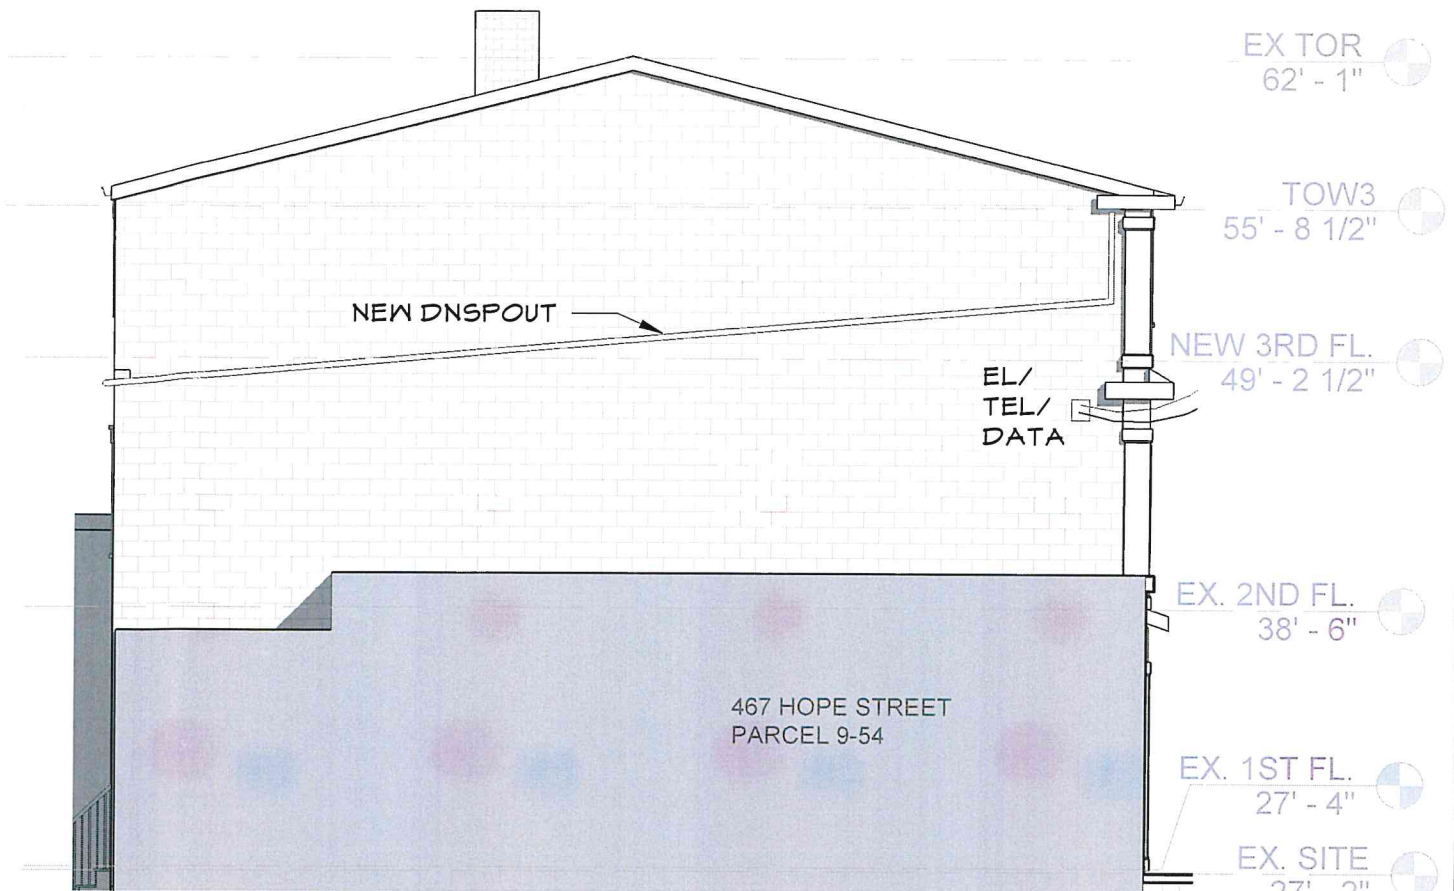 EX TOR
62' - 1"
TOW3
55' - 8 1/2"
NEW DNSPOUT
NEW 3RD FL.
49' - 2 1/2"
EL/
TEL/
DATA
EX. 2ND FL.
38' - 6"
467 HOPE STREET
PARCEL 9-54
EX. 1ST FL.
27' - 4"
EX. SITE